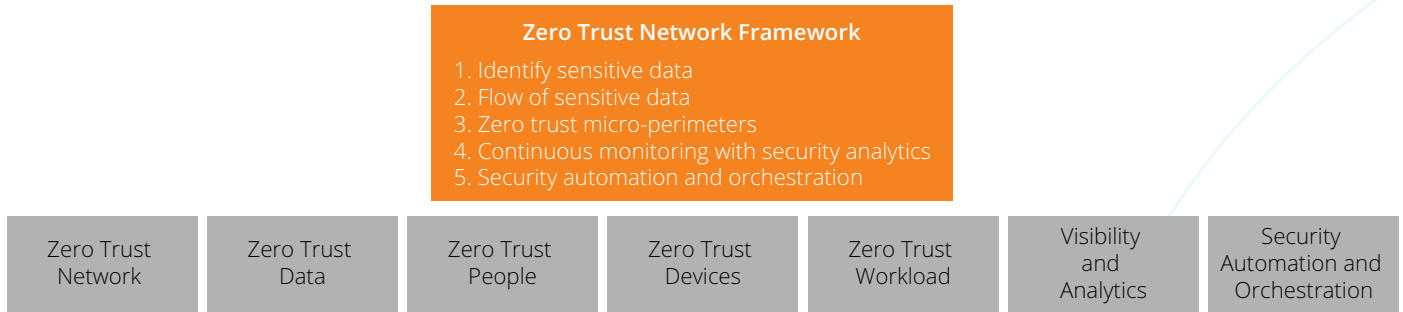 Zero Trust Network Framework
1. Identify sensitive data
2. Flow of sensitive data
3. Zero trust micro-perimeters
4. Continuous monitoring with security analytics
5. Security automation and orchestration
Zero Trust
Network
Zero Trust
Data
Zero Trust
People
Zero Trust
Devices
Zero Trust
Workload
Visibility
and
Analytics
Security
Automation and
Orchestration